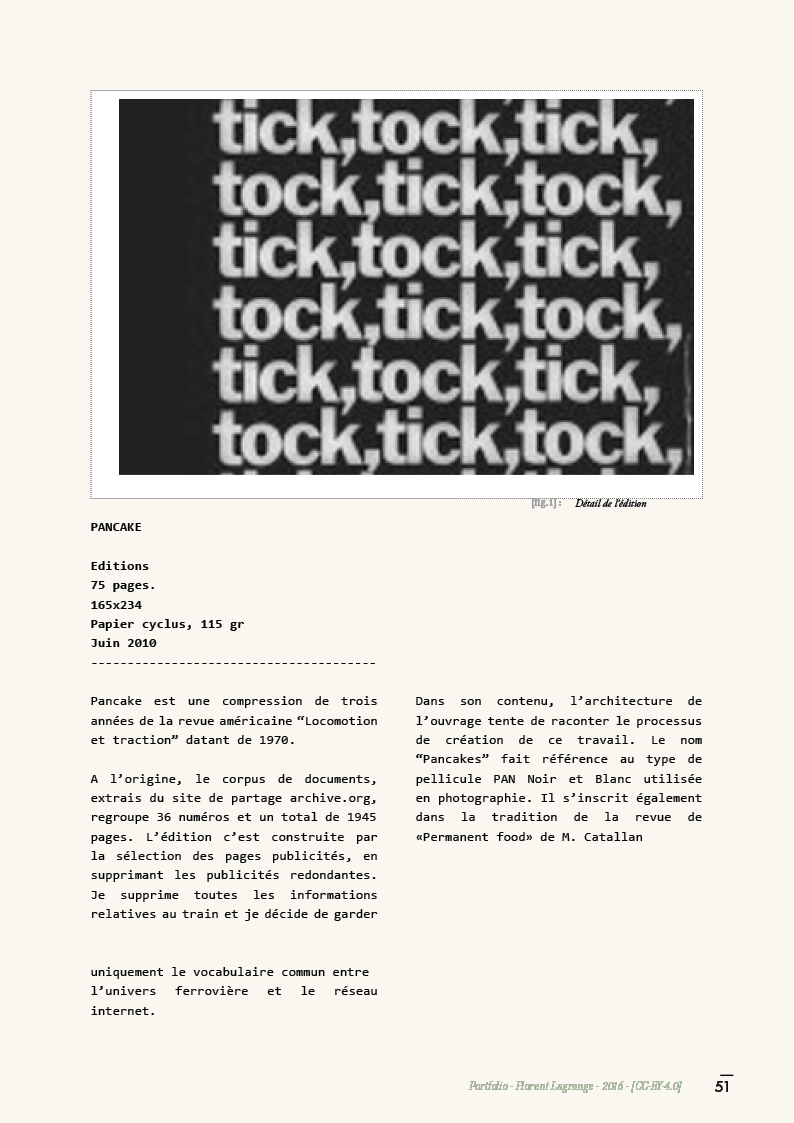 tick,tock,tick,
tock,tick,tock,
tick,tock,tick,
tock,tick,tock,
tick,tock,tick,
tock,tick,tock,
[fig.1] : Détail de l'édition
PANCAKE
Editions
75 pages.
165x234
Papier cyclus, 115 gr
Juin 2010
---------------------------------------
Pancake est une compression de trois
années de la revue américaine “Locomotion
et traction” datant de 1970.
A l’origine, le corpus de documents,
extrais du site de partage archive.org,
regroupe 36 numéros et un total de 1945
pages. L’édition c’est construite par
la sélection des pages publicités, en
supprimant les publicités redondantes.
Je supprime toutes les informations
relatives au train et je décide de garder
uniquement le vocabulaire commun entre
l’univers ferrovière et le réseau
internet.
Dans son contenu, l’architecture de
l’ouvrage tente de raconter le processus
de création de ce travail. Le nom
“Pancakes” fait référence au type de
pellicule PAN Noir et Blanc utilisée
en photographie. Il s’inscrit également
dans la tradition de la revue de
«Permanent food» de M. Catallan
Portfolio - Florent Lagrange - 2016 - [CC-BY-4.0]
51